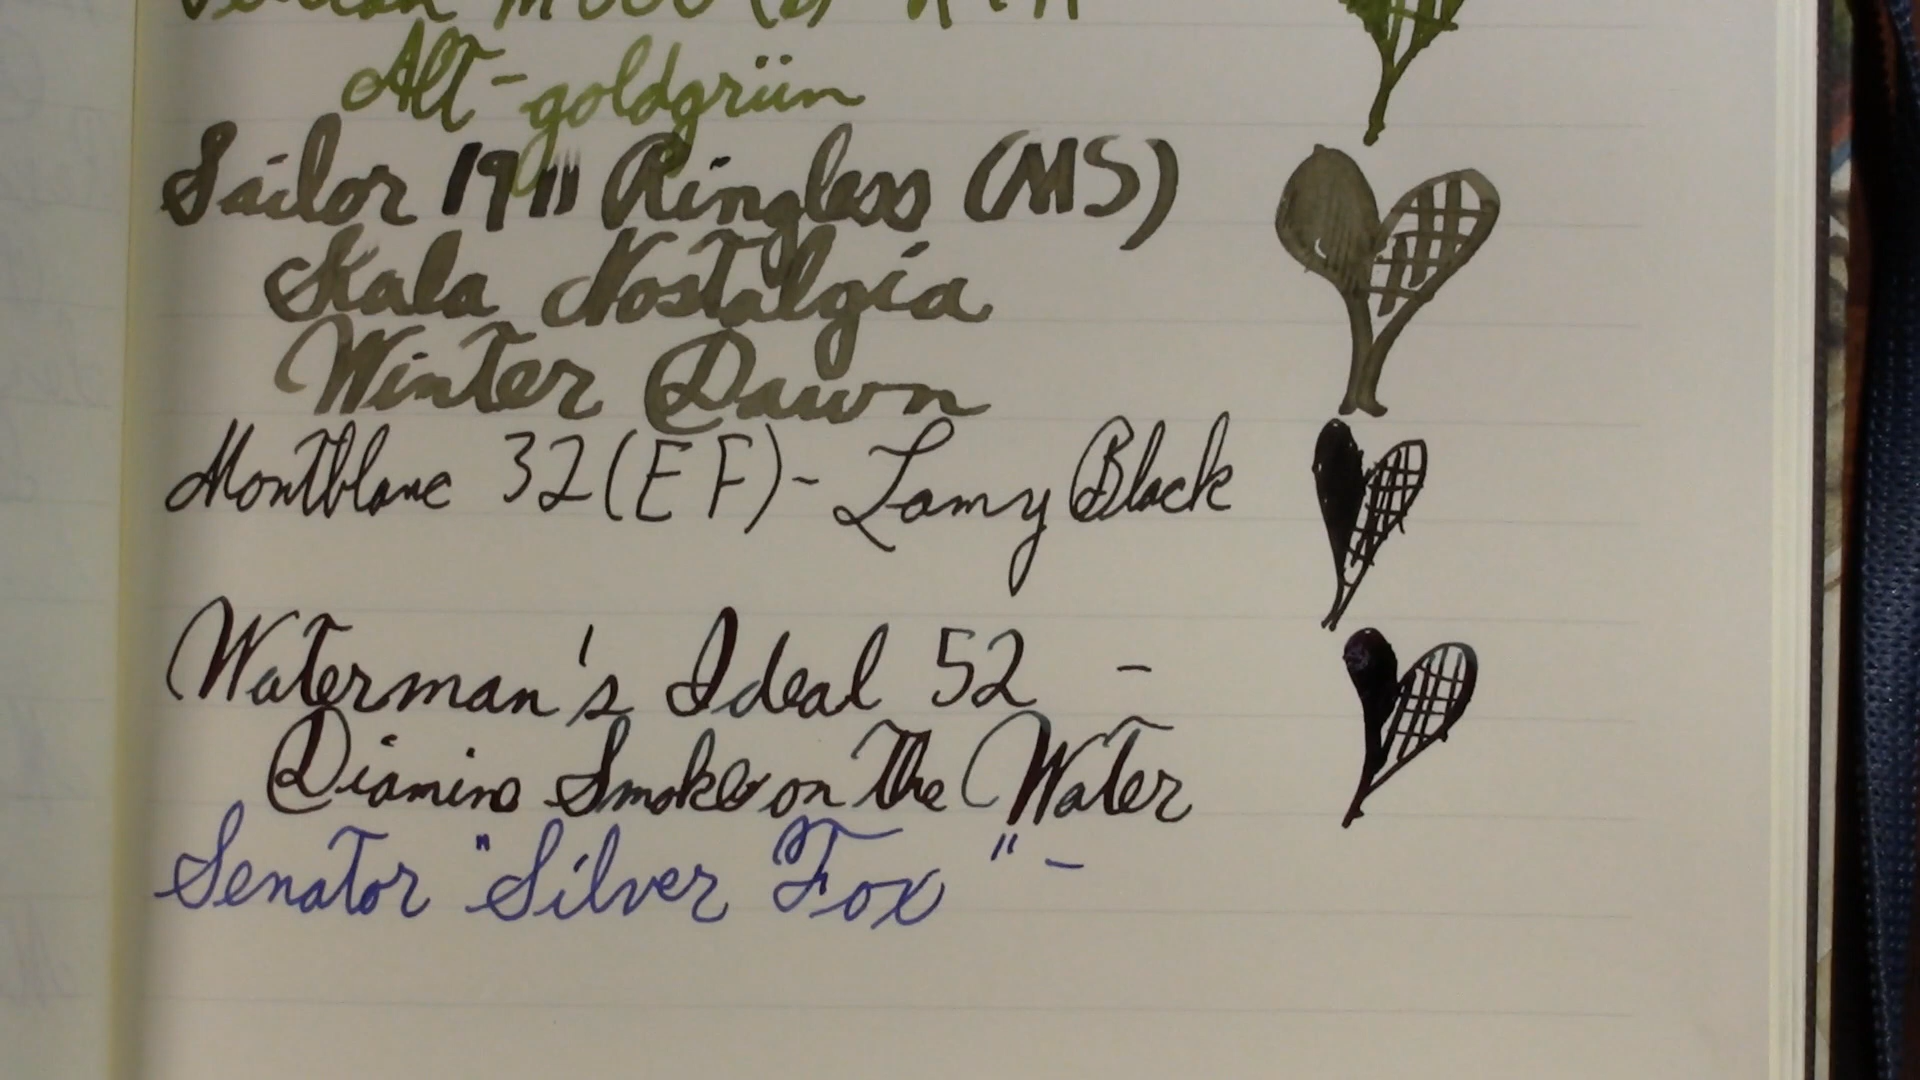 Alt-goldgrün
Sailor 1911 Ringless (MS)
Kala Nostalgia
Winter Dawn
Montblanc 32 (EF) - Lamy Black
Waterman's Ideal 52 -
Diamine Smoke on the Water
Senator "Silver Fox" -